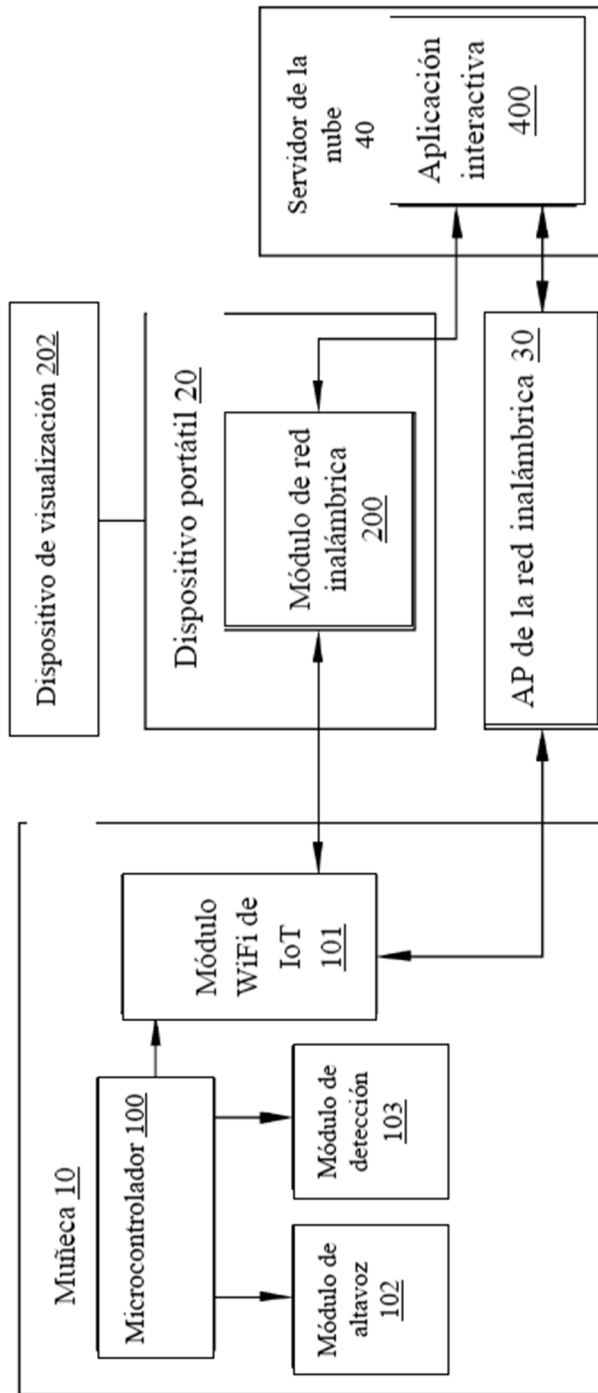 Muñeca 10
Microcontrolador 100
Módulo de
altavoz
102
Módulo de
detección
103
Módulo
WiFi de
IoT
101
Dispositivo de visualización 202
Dispositivo portátil 20
Módulo de red
inalámbrica
200
AP de la red inalámbrica 30
Servidor de la
nube
40
Aplicación
interactiva
400